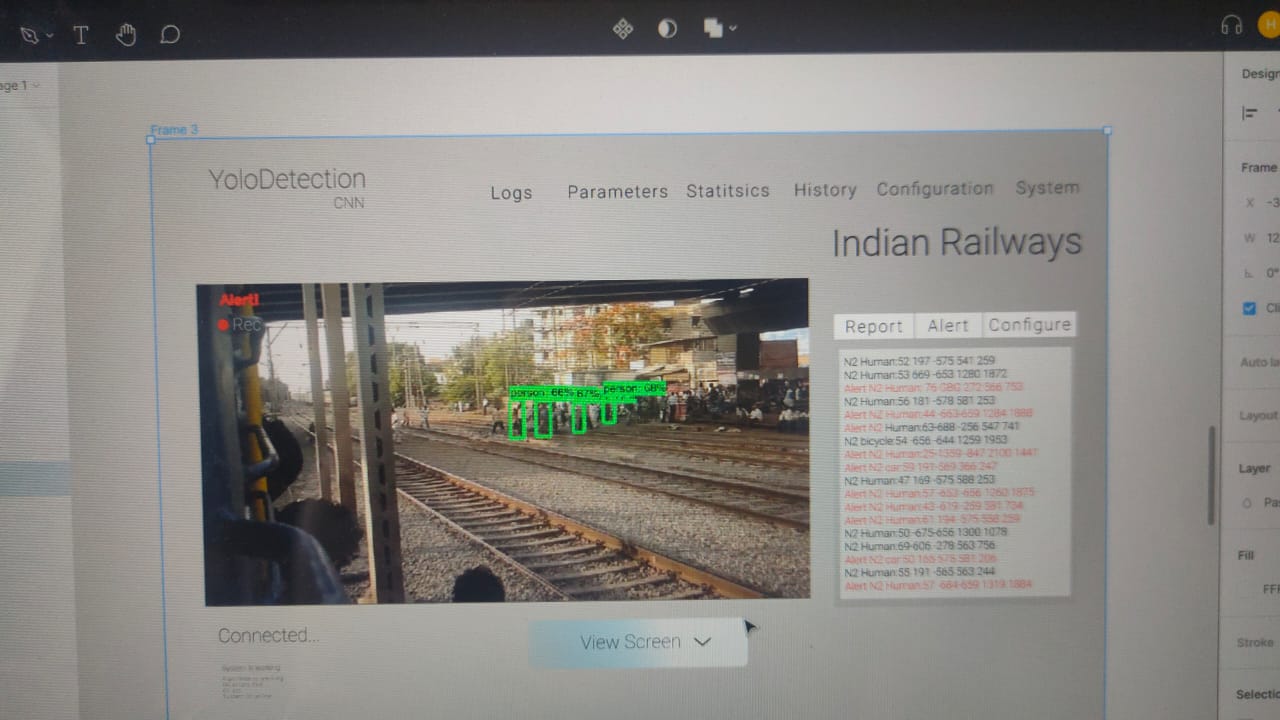 age 1
Frame 3
YoloDetection
CNN
Logs Parameters Statitsics History Configuration System
Indian Railways
Alert!
Rec
person: 66% 87% person: 68%
Report Alert Configure
N2 Human:52 197 -575 541 259
N2 Human:53 669 -653 1280 1872
Alert N2 Human: 76 GBG 272 566 753
N2 Human:56 181 -578 581 253
Alert N2 Human:44 -663-659 1284 1888
Alert N2 Human:63-688 -256 547 741
N2 bicycle:54 -656 -644 1259 1953
Alert N2 Human:25-1359 -847 2100 1441
Alert N2 car:59 191-569 366 247
N2 Human:47 169 -575 588 253
Alert N2 Human:57 -653 -656 1260 1875
Alert N2 Human:43 -619 -259 581 734
Alert N2 Human:61 194 -575 558 259
N2 Human:50 -675-656 1300 1078
N2 Human:69-606 -278 563 756
Alert N2 car:50 165 575 581 206
N2 Human:55 191 -565 563 244
Alert N2 Human:57 -664-659 1319 1884
Connected...
System is working
View Screen
H
Design
Frame
X -3
W 12
0°
Cl
Auto la
Layout
Layer
Pas
Fill
FFF
Stroke
Selectio